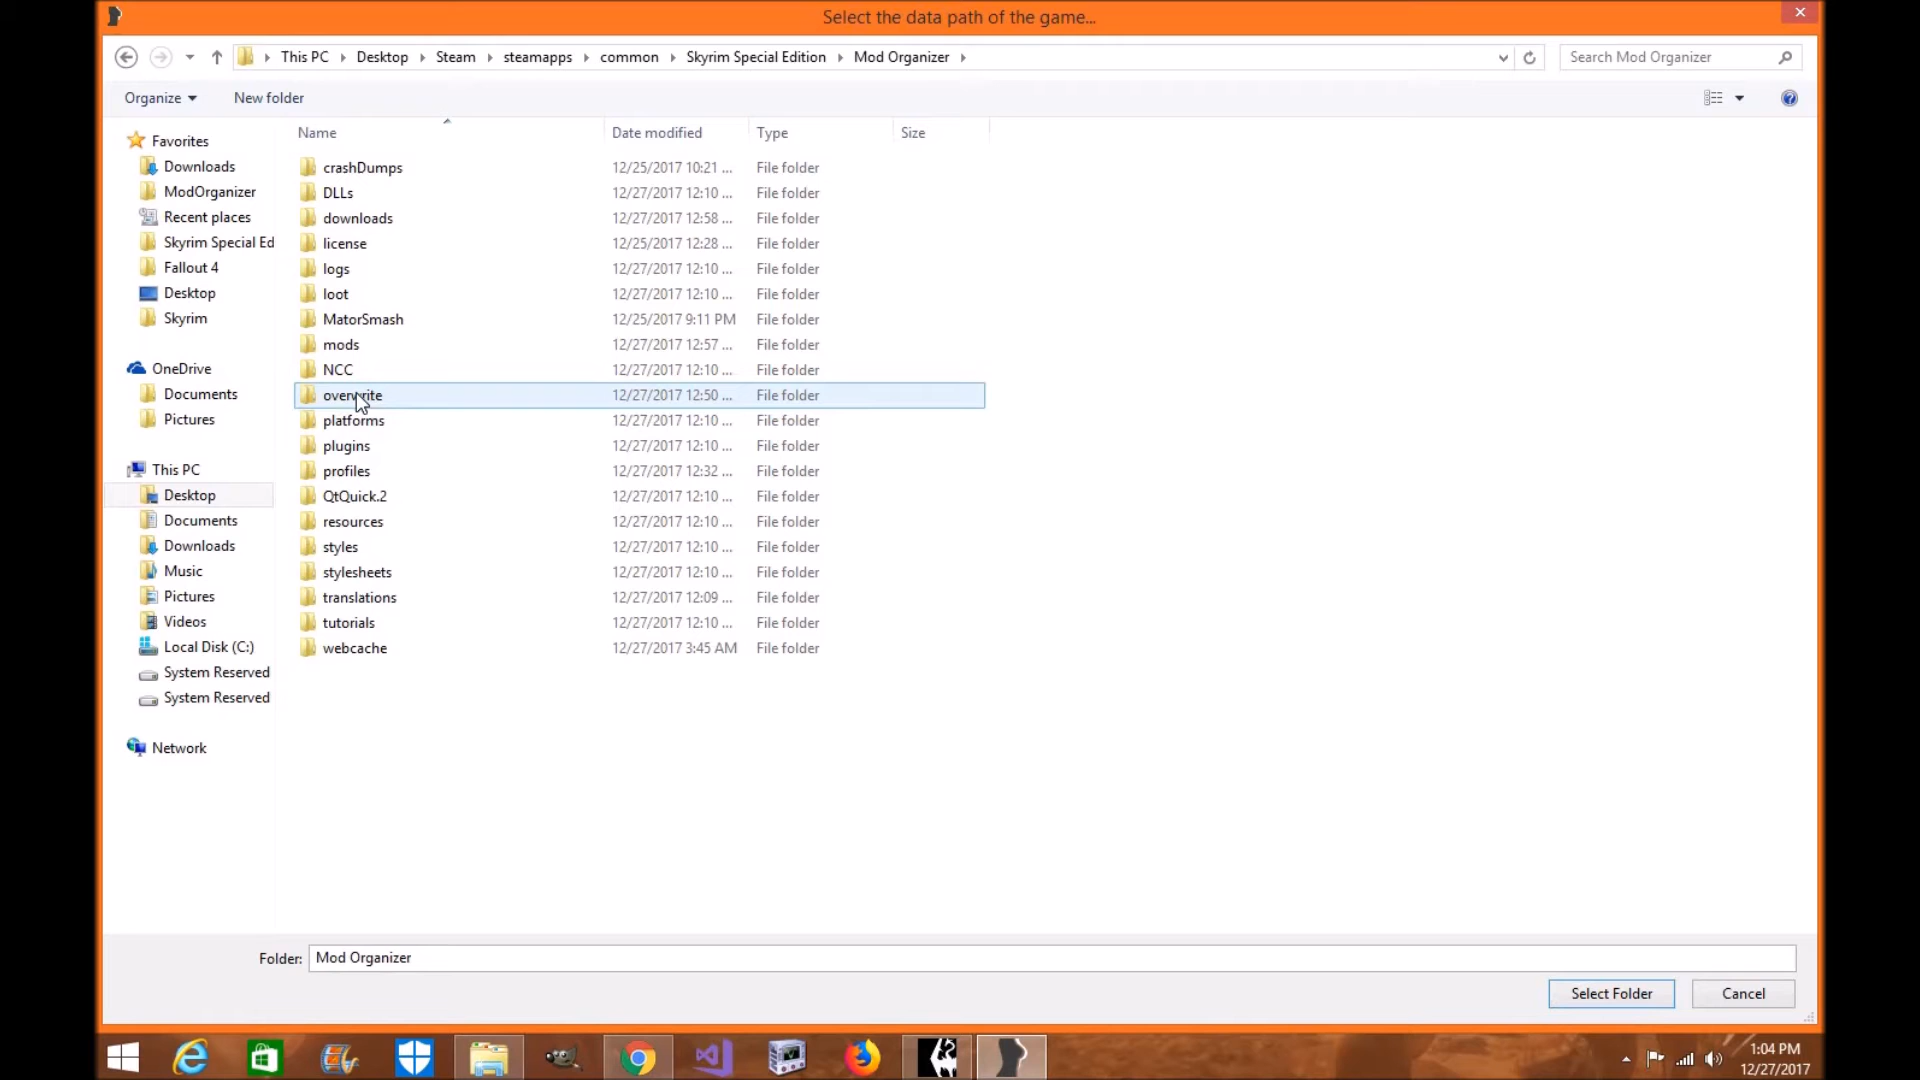 Select the data path of the game...
This PC Desktop Steam steamapps common Skyrim Special Edition Mod Organizer
Search Mod Organizer
Organize New folder
Name Date modified Type Size
Favorites
Downloads
ModOrganizer
Recent places
Skyrim Special Ed
Fallout 4
Desktop
Skyrim
OneDrive
Documents
Pictures
This PC
Desktop
Documents
Downloads
Music
Pictures
Videos
Local Disk (C:)
System Reserved
System Reserved
Network
crashDumps 12/25/2017 10:21 ... File folder
DLLs 12/27/2017 12:10 ... File folder
downloads 12/27/2017 12:58 ... File folder
license 12/25/2017 12:28 ... File folder
logs 12/27/2017 12:10 ... File folder
loot 12/27/2017 12:10 ... File folder
MatorSmash 12/25/2017 9:11 PM File folder
mods 12/27/2017 12:57 ... File folder
NCC 12/27/2017 12:10 ... File folder
overwrite 12/27/2017 12:50 ... File folder
platforms 12/27/2017 12:10 ... File folder
plugins 12/27/2017 12:10 ... File folder
profiles 12/27/2017 12:32 ... File folder
QtQuick.2 12/27/2017 12:10 ... File folder
resources 12/27/2017 12:10 ... File folder
styles 12/27/2017 12:10 ... File folder
stylesheets 12/27/2017 12:10 ... File folder
translations 12/27/2017 12:09 ... File folder
tutorials 12/27/2017 12:10 ... File folder
webcache 12/27/2017 3:45 AM File folder
Folder: Mod Organizer
Select Folder Cancel
1:04 PM
12/27/2017